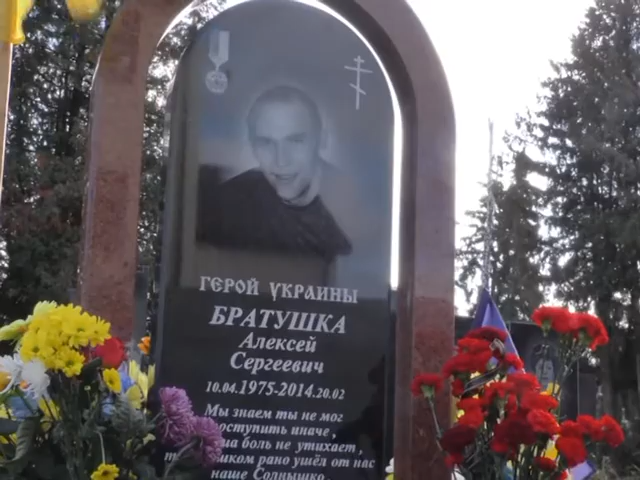 ГЕРОЙ УКРАИНЫ
БРАТУШКА
Алексей
Сергеевич
10.04.1975-2014.20.02
Мы знаем ты не мог
поступить иначе,
боль не утихает,
рано ушёл от нас
наше Солнышко.